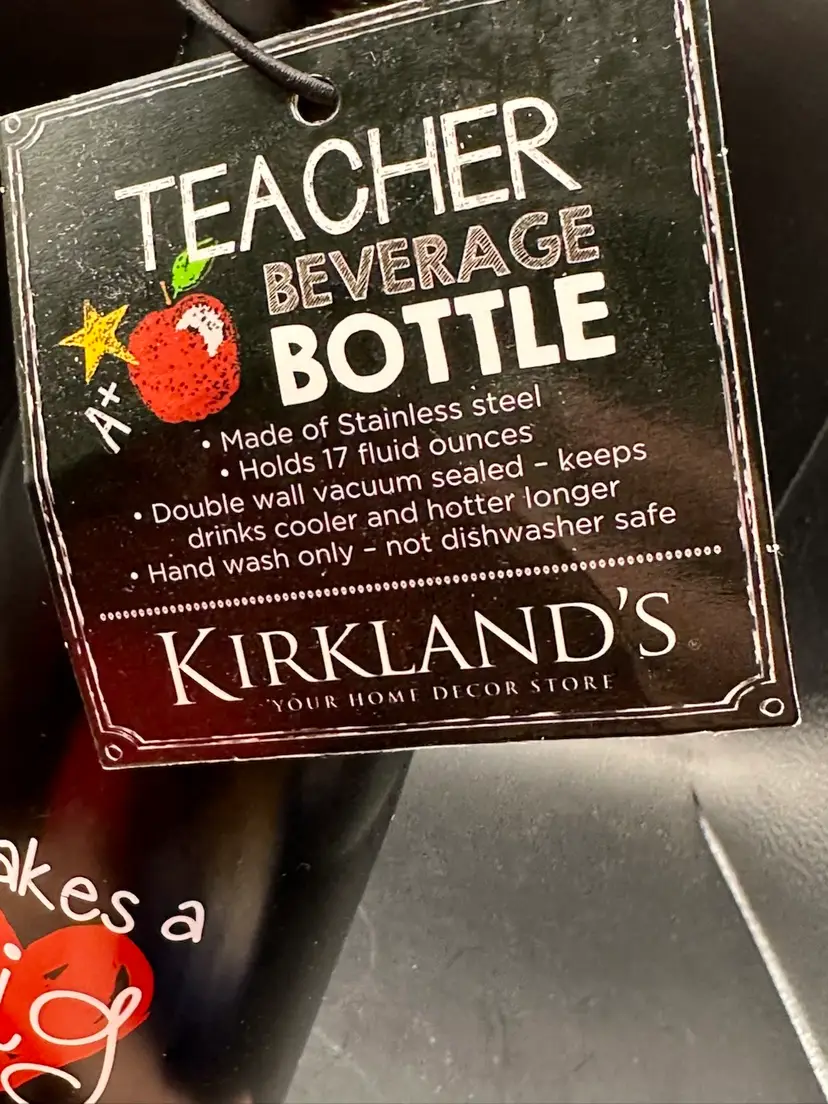 TEACHER
BEVERAGE
BOTTLE
A+
• Made of Stainless steel
• Holds 17 fluid ounces
• Double wall vacuum sealed – keeps
drinks cooler and hotter longer
• Hand wash only – not dishwasher safe
KIRKLAND'S
YOUR HOME DECOR STORE
akes a
ig